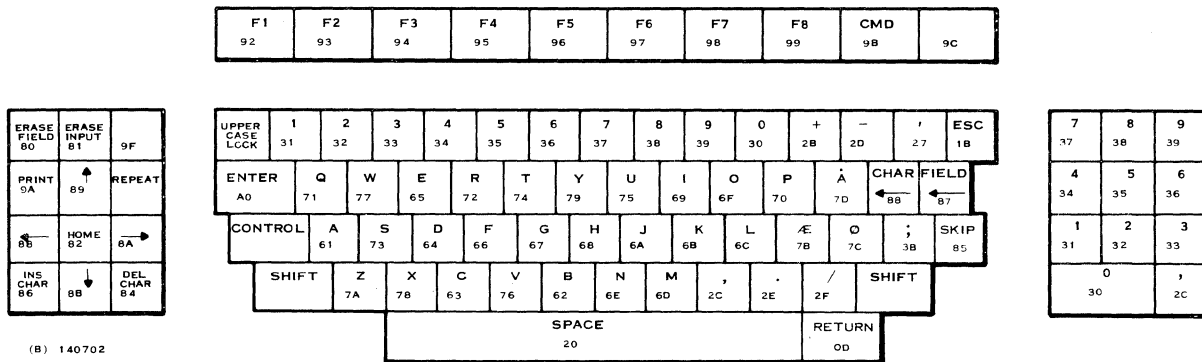 F1 F2 F3 F4 F5 F6 F7 F8 CMD
92 93 94 95 96 97 98 99 9B 9C
ERASE FIELD ERASE INPUT
80 81 9F
PRINT REPEAT
9A 89
HOME
88 82 8A
INS CHAR DEL CHAR
86 8B 84
UPPER CASE LOCK 1 2 3 4 5 6 7 8 9 0 + - ' ESC
31 32 33 34 35 36 37 38 39 30 2B 2D 27 1B
ENTER Q W E R T Y U I O P Å CHAR FIELD
A0 71 77 65 72 74 79 75 69 6F 70 7D 88 87
CONTROL A S D F G H J K L Æ Ø ; SKIP
61 73 64 66 67 68 6A 6B 6C 7B 7C 3B 85
SHIFT Z X C V B N M , . / SHIFT
7A 78 63 76 62 6E 6D 2C 2E 2F
SPACE RETURN
20 0D
7 8 9
37 38 39
4 5 6
34 35 36
1 2 3
31 32 33
0 ,
30 2C
(B) 140702